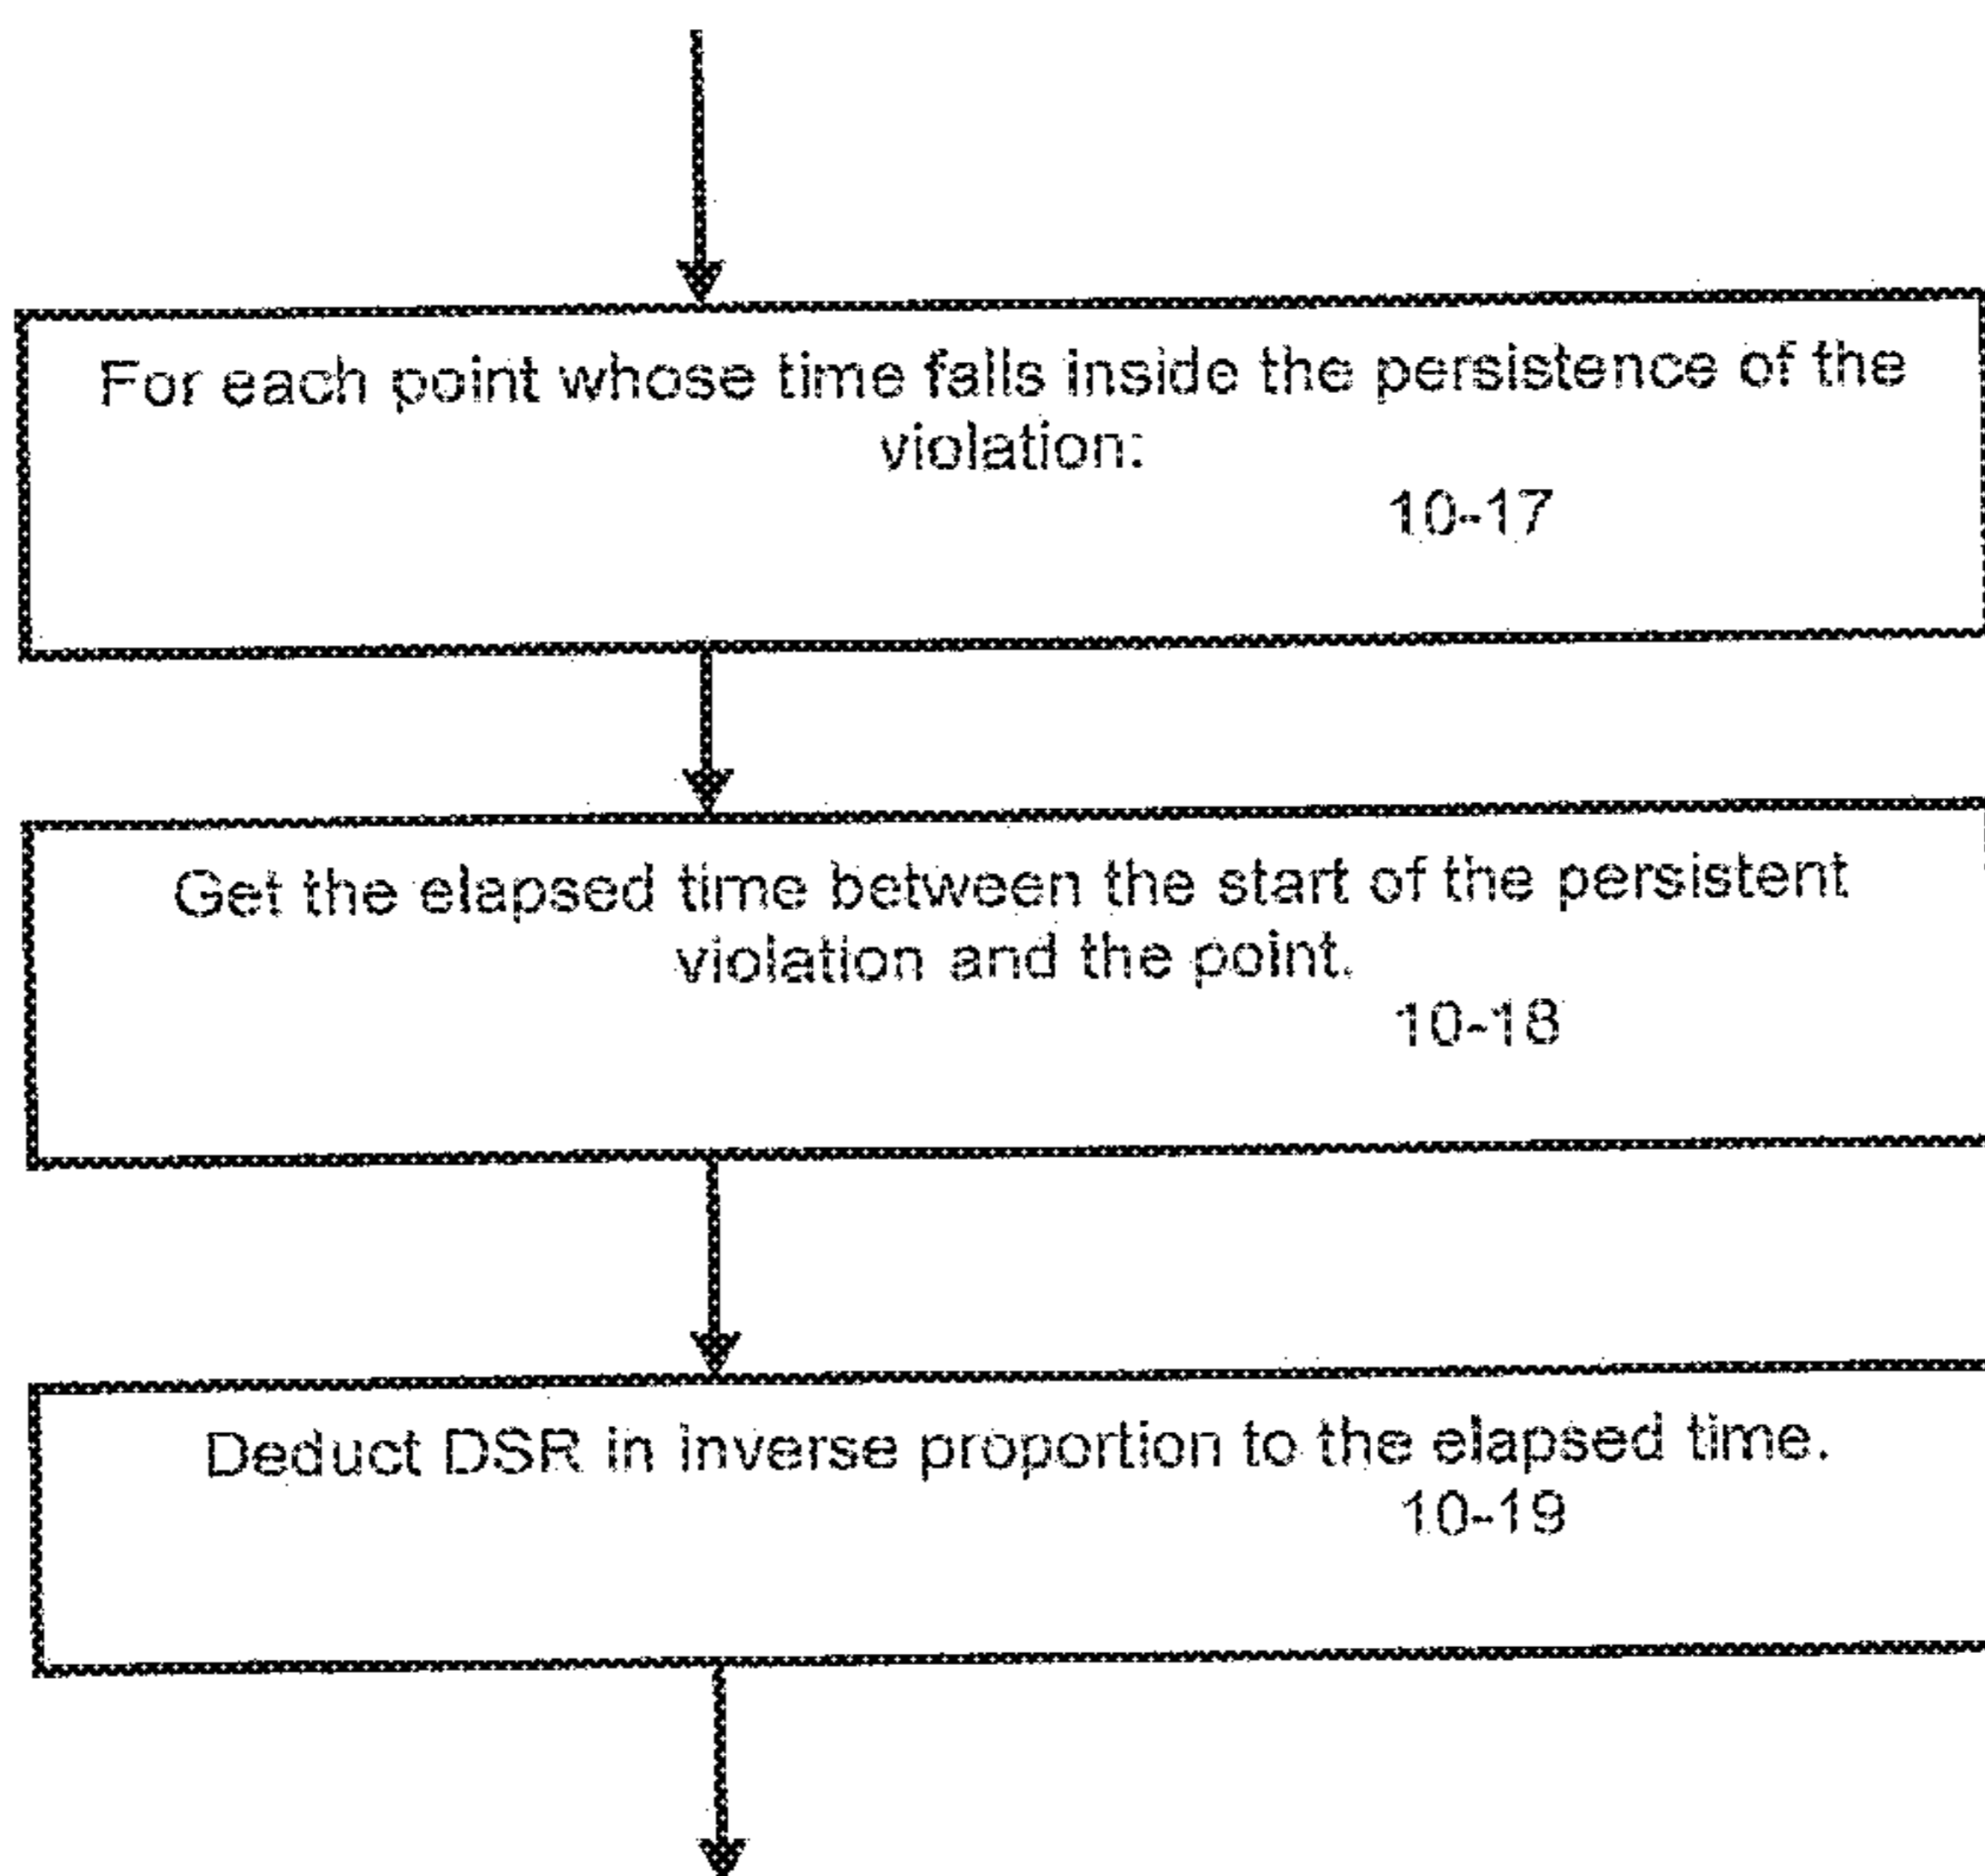 For each point whose time falls inside the persistence of the
violation:
10-17
Get the elapsed time between the start of the persistent
violation and the point.
10-18
Deduct DSR in inverse proportion to the elapsed time.
10-19